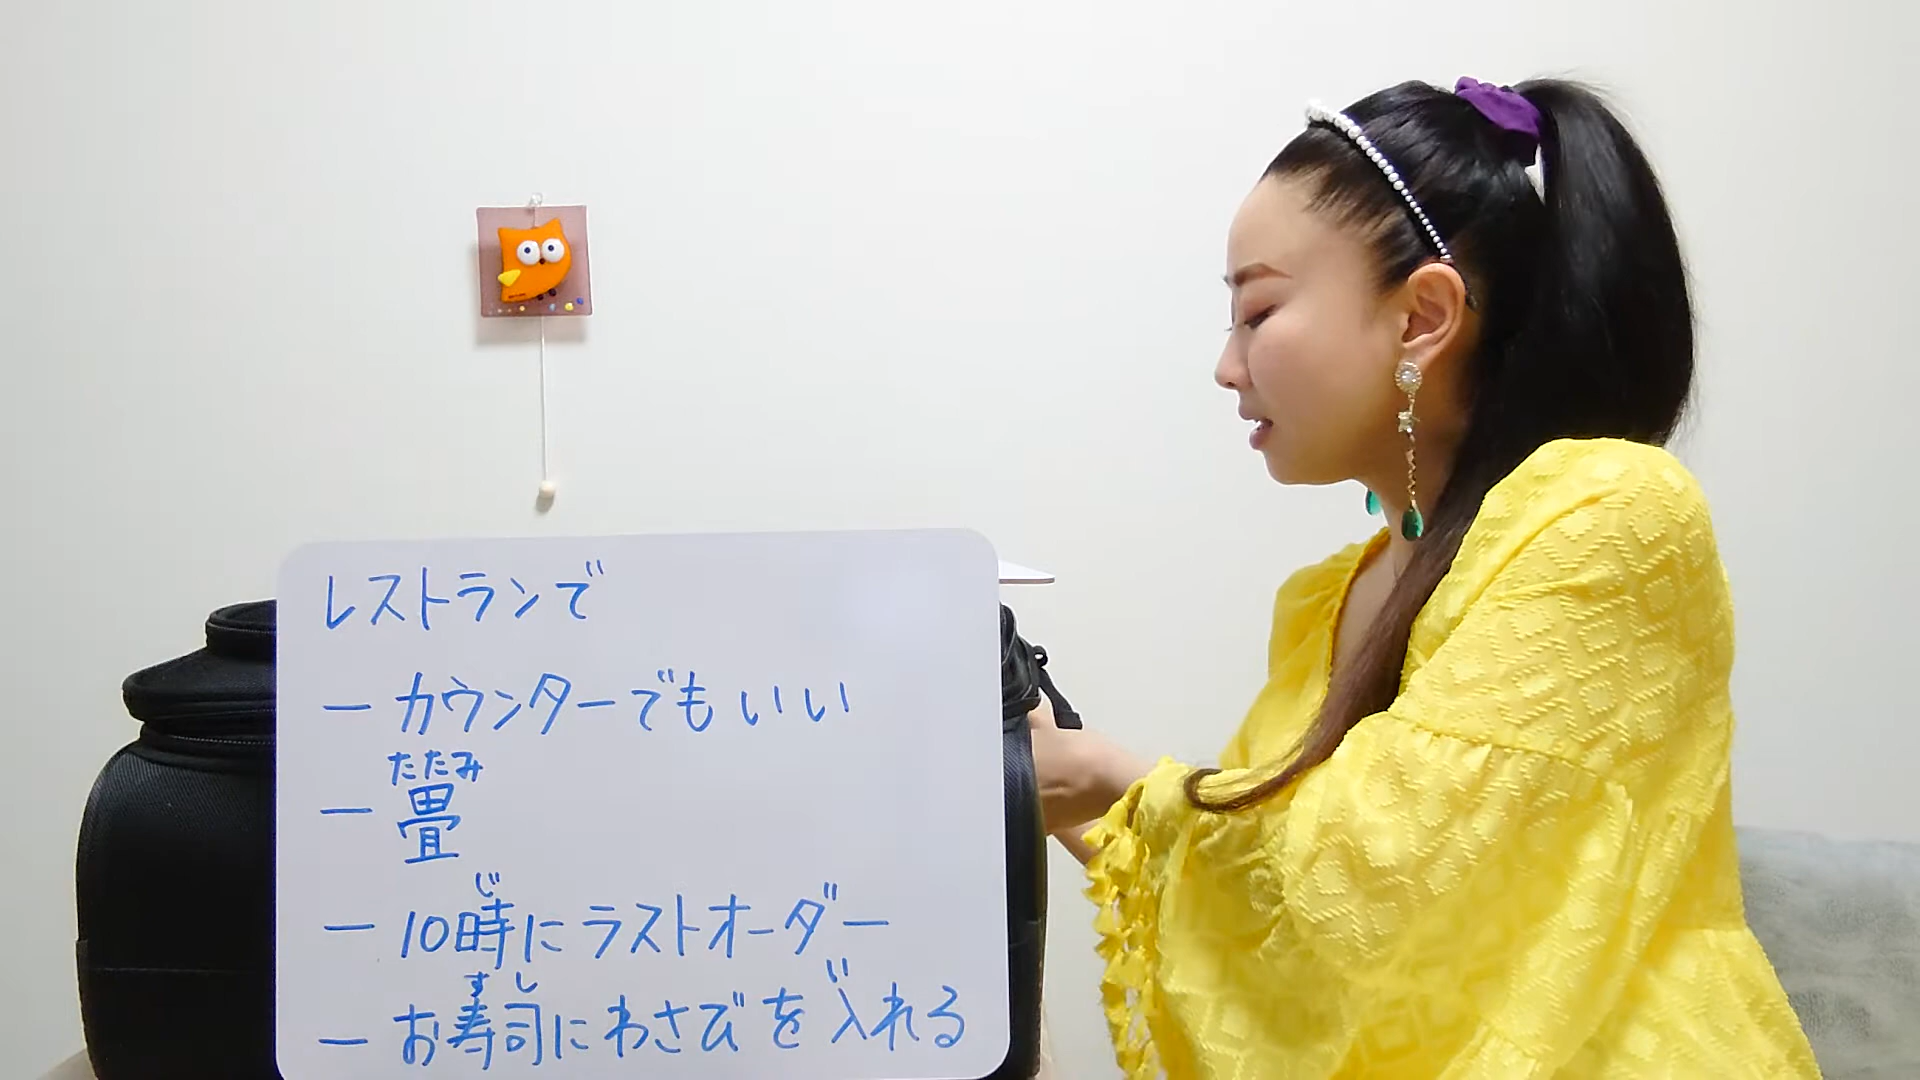 レストランで
ー カウンターでもいい
たたみ
ー 畳
じ
ー 10時にラストオーダー
すし い
ー お寿司にわさびを入れる